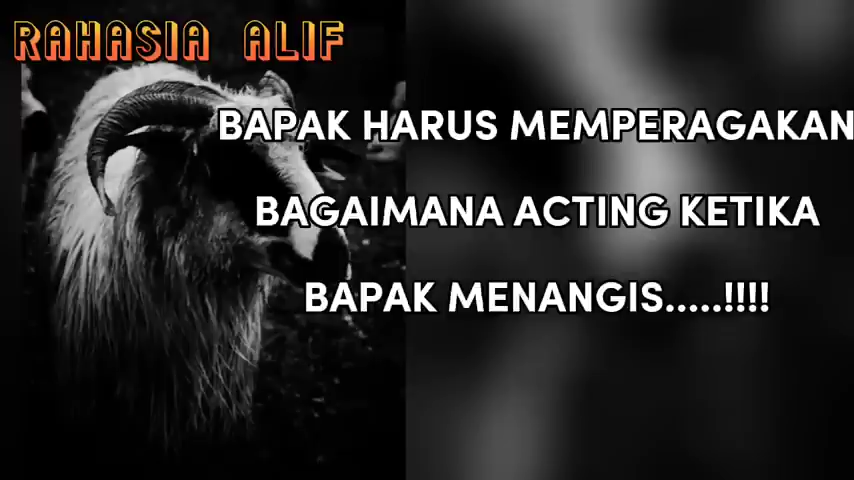 RAHASIA ALIF
BAPAK HARUS MEMPERAGAKAN
BAGAIMANA ACTING KETIKA
BAPAK MENANGIS.....!!!!